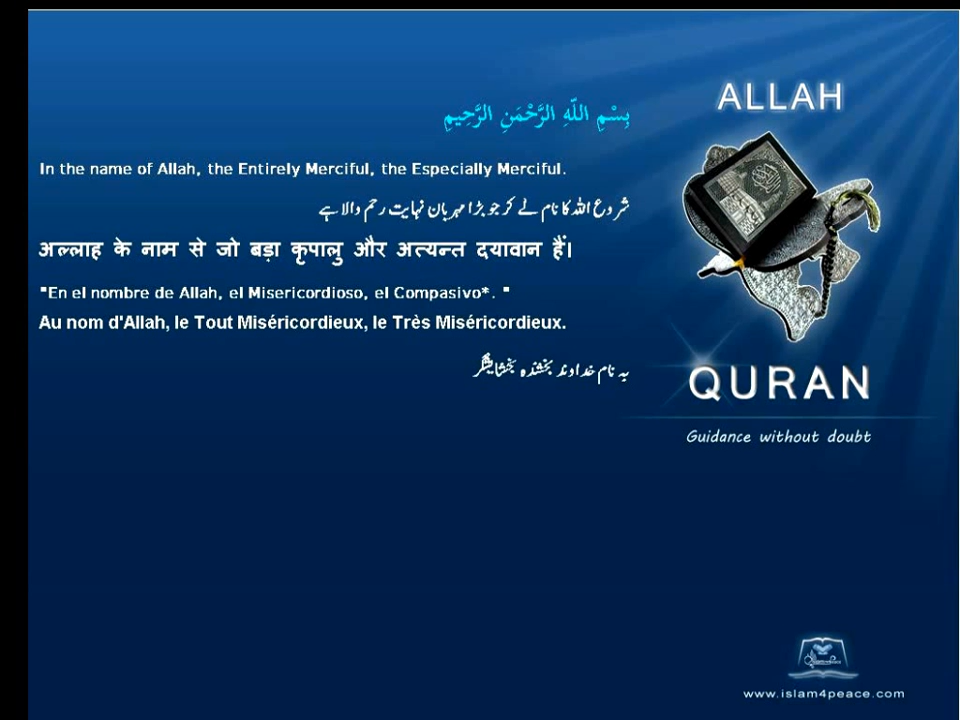 بِسْمِ اللّهِ الرَّحْمَنِ الرَّحِيمِ
In the name of Allah, the Entirely Merciful, the Especially Merciful.
شروع الله کا نام لے کر جو بڑا مہربان نہایت رحم والا ہے
अल्लाह के नाम से जो बड़ा कृपालु और अत्यन्त दयावान हैं।
"En el nombre de Allah, el Misericordioso, el Compasivo*. "
Au nom d'Allah, le Tout Miséricordieux, le Très Miséricordieux.
به نام خداوند بخشنده بخشایشگر
ALLAH
QURAN
Guidance without doubt
www.islam4peace.com